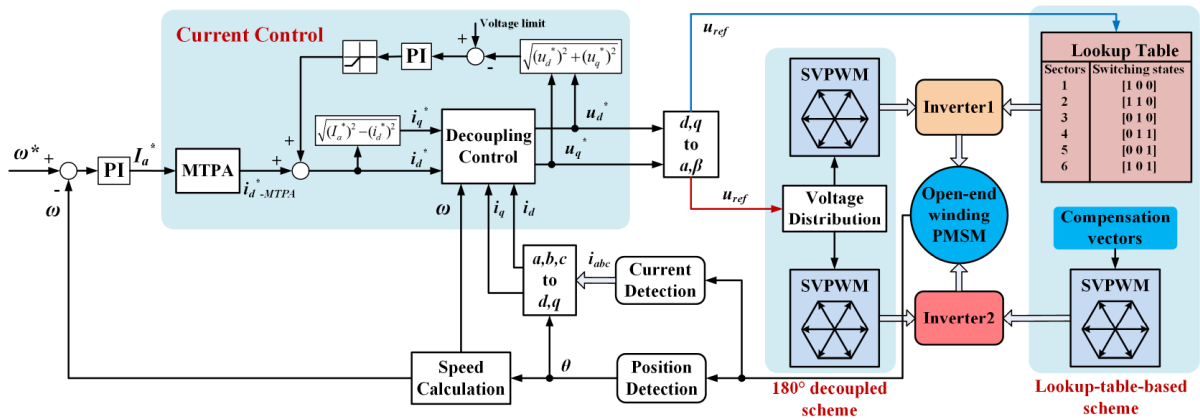 Current Control
Voltage limit
+
-
PI
√((u_d^*)^2+(u_q^*)^2)
u_ref
Lookup Table
Sectors Switching states
1 [1 0 0]
2 [1 1 0]
3 [0 1 0]
4 [0 1 1]
5 [0 0 1]
6 [1 0 1]
SVPWM
Inverter1
√((I_a^*)^2−(i_d^*)^2)
i_q^*
i_d^*
Decoupling
Control
u_d^*
u_q^*
d,q
to
a,β
ω*
+
-
ω
PI
I_a^*
MTPA
i_d^*-MTPA
+
+
ω
i_q
i_d
u_ref
Voltage
Distribution
Open-end
winding
PMSM
Compensation
vectors
a,b,c
to
d,q
i_abc
Current
Detection
SVPWM
Inverter2
SVPWM
Speed
Calculation
θ
Position
Detection
180° decoupled
scheme
Lookup-table-based
scheme